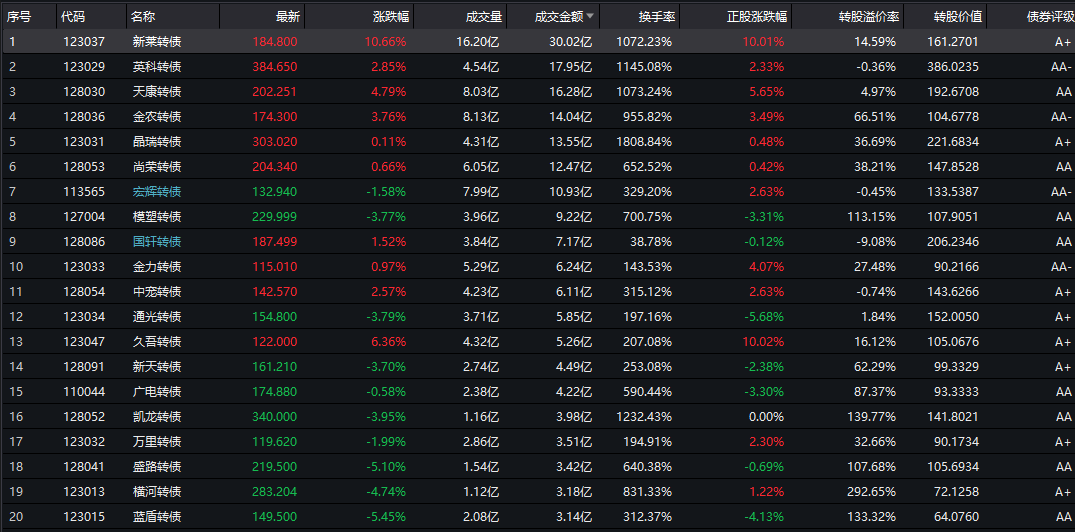 序号 代码 名称 最新 涨跌幅 成交量 成交金额 换手率 正股涨跌幅 转股溢价率 转股价值 债券评级
1 123037 新莱转债 184.800 10.66% 16.20亿 30.02亿 1072.23% 10.01% 14.59% 161.2701 A+
2 123029 英科转债 384.650 2.85% 4.54亿 17.95亿 1145.08% 2.33% -0.36% 386.0235 AA-
3 128030 天康转债 202.251 4.79% 8.03亿 16.28亿 1073.24% 5.65% 4.97% 192.6708 AA
4 128036 金农转债 174.300 3.76% 8.13亿 14.04亿 955.82% 3.49% 66.51% 104.6778 AA-
5 123031 晶瑞转债 303.020 0.11% 4.31亿 13.55亿 1808.84% 0.48% 36.69% 221.6834 A+
6 128053 尚荣转债 204.340 0.66% 6.05亿 12.47亿 652.52% 0.42% 38.21% 147.8528 AA
7 113565 宏辉转债 132.940 -1.58% 7.99亿 10.93亿 329.20% 2.63% -0.45% 133.5387 AA-
8 127004 模塑转债 229.999 -3.77% 3.96亿 9.22亿 700.75% -3.31% 113.15% 107.9051 AA
9 128086 国轩转债 187.499 1.52% 3.84亿 7.17亿 38.78% -0.12% -9.08% 206.2346 AA
10 123033 金力转债 115.010 0.97% 5.29亿 6.24亿 143.53% 4.07% 27.48% 90.2166 AA-
11 128054 中宠转债 142.570 2.57% 4.23亿 6.11亿 315.12% 2.63% -0.74% 143.6266 A+
12 123034 通光转债 154.800 -3.79% 3.71亿 5.85亿 197.16% -5.68% 1.84% 152.0050 A+
13 123047 久吾转债 122.000 6.36% 4.32亿 5.26亿 207.08% 10.02% 16.12% 105.0676 A+
14 128091 新天转债 161.210 -3.70% 2.74亿 4.49亿 253.08% -2.38% 62.29% 99.3329 A+
15 110044 广电转债 174.880 -0.58% 2.38亿 4.22亿 590.44% -3.30% 87.37% 93.3333 AA
16 128052 凯龙转债 340.000 -3.95% 1.16亿 3.98亿 1232.43% 0.00% 139.77% 141.8021 AA
17 123032 万里转债 119.620 -1.99% 2.86亿 3.51亿 194.91% 2.30% 32.66% 90.1734 A+
18 128041 盛路转债 219.500 -5.10% 1.54亿 3.42亿 640.38% -0.69% 107.68% 105.6934 AA
19 123013 横河转债 283.204 -4.74% 1.12亿 3.18亿 831.33% 1.22% 292.65% 72.1258 A+
20 123015 蓝盾转债 149.500 -5.45% 2.08亿 3.14亿 312.37% -4.13% 133.32% 64.0760 AA